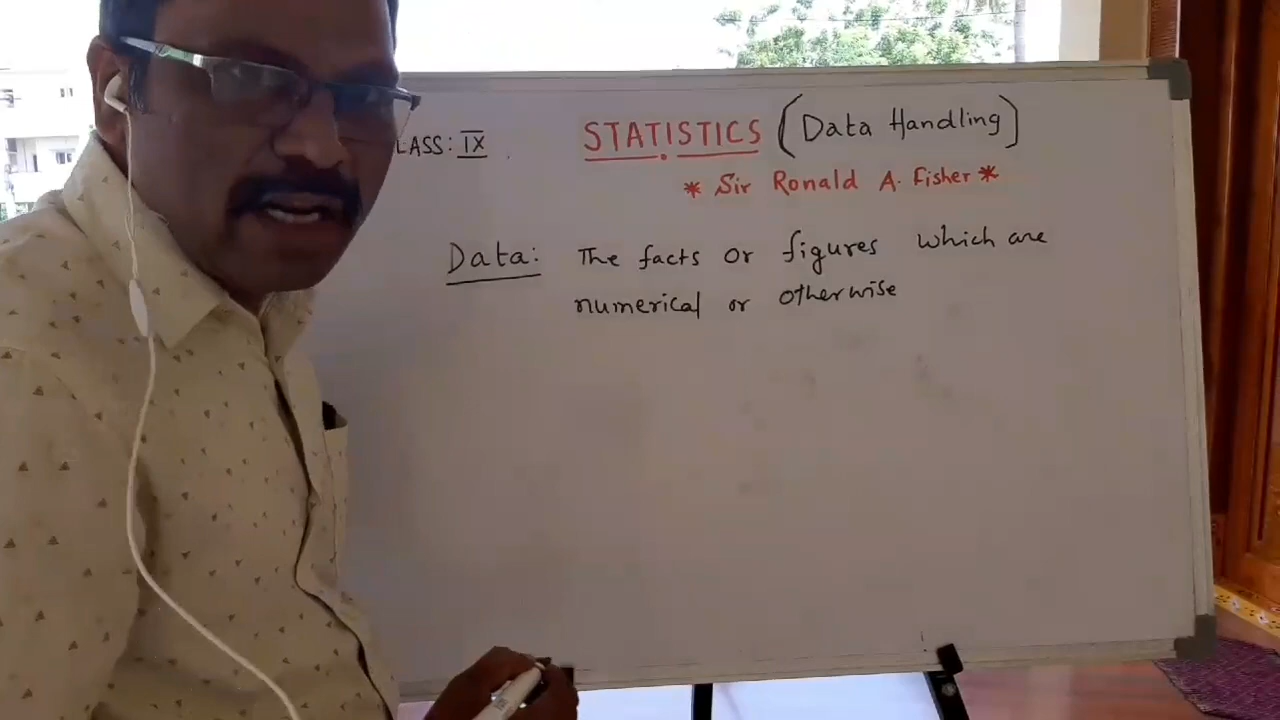 LASS: IX
STATISTICS (Data Handling)
* Sir Ronald A. Fisher *
Data: The facts or figures which are
numerical or otherwise